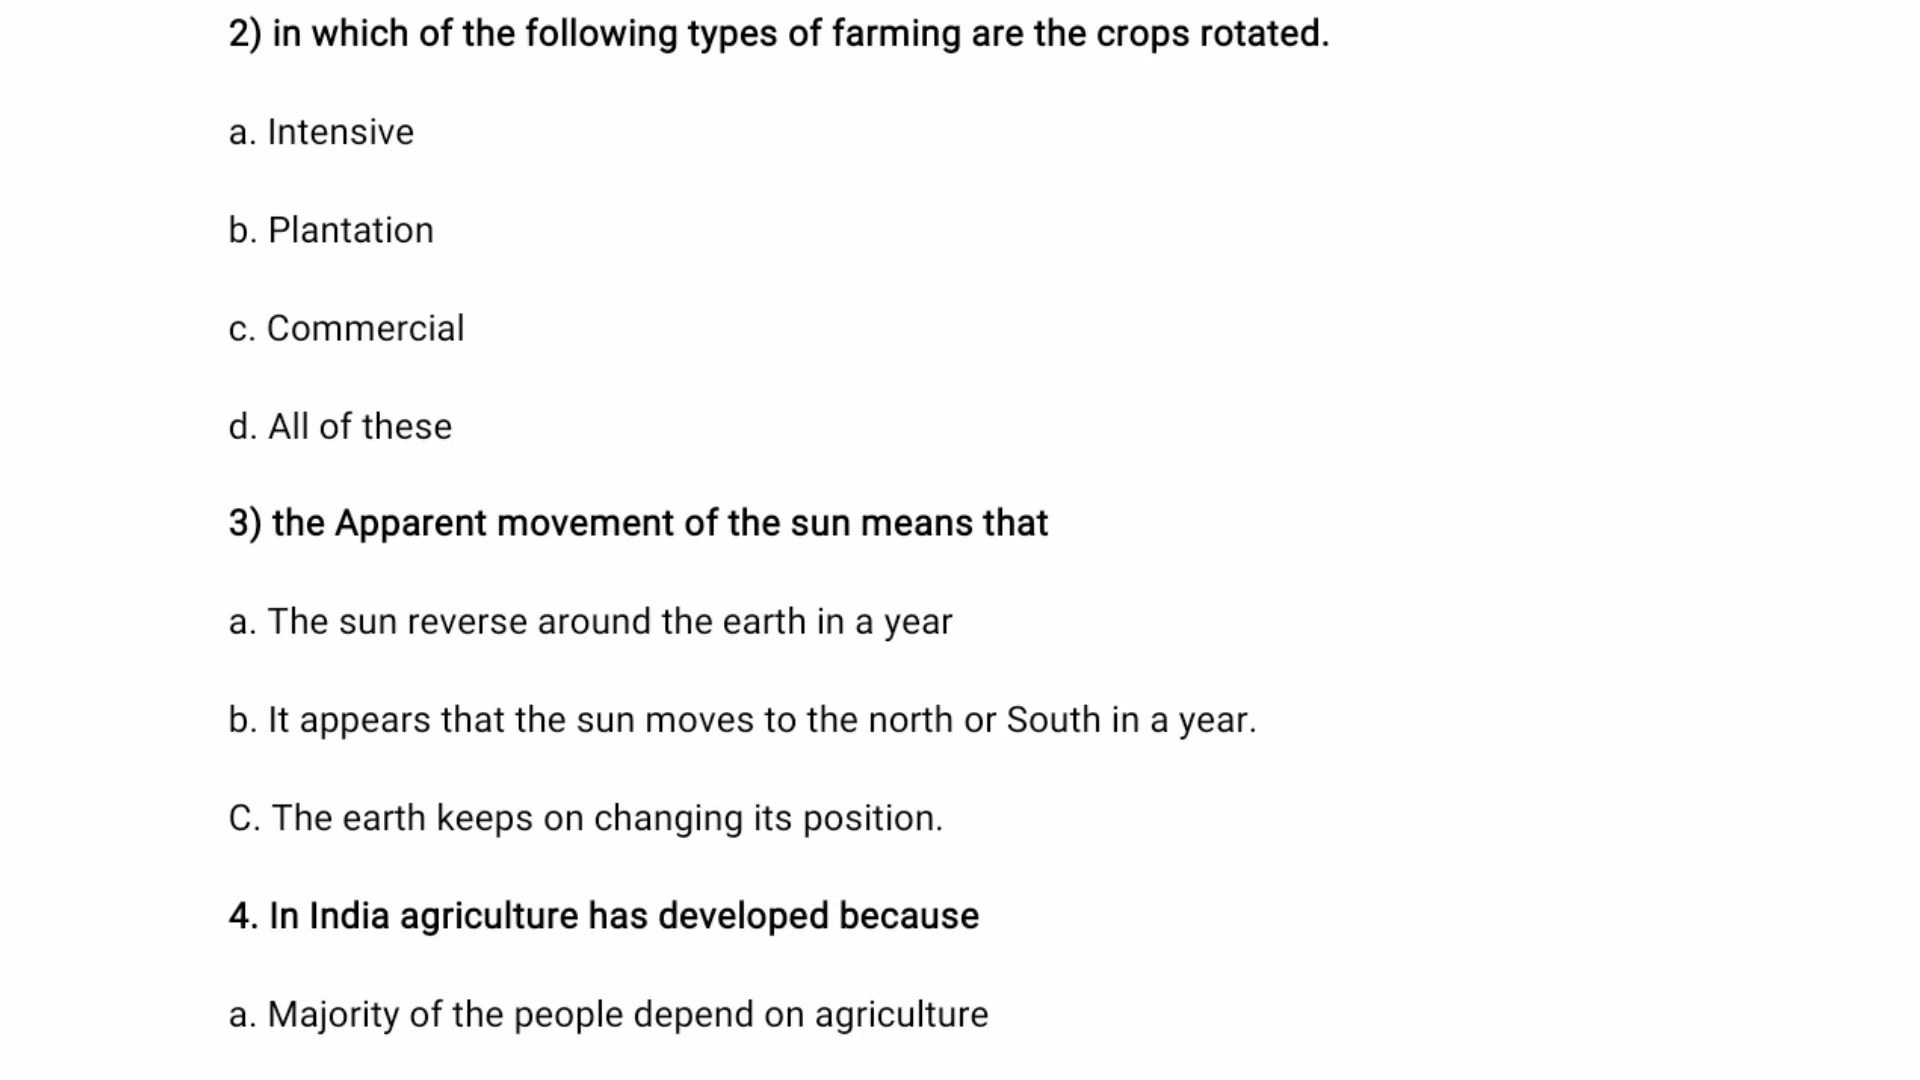 2) in which of the following types of farming are the crops rotated.
a. Intensive
b. Plantation
c. Commercial
d. All of these
3) the Apparent movement of the sun means that
a. The sun reverse around the earth in a year
b. It appears that the sun moves to the north or South in a year.
C. The earth keeps on changing its position.
4. In India agriculture has developed because
a. Majority of the people depend on agriculture